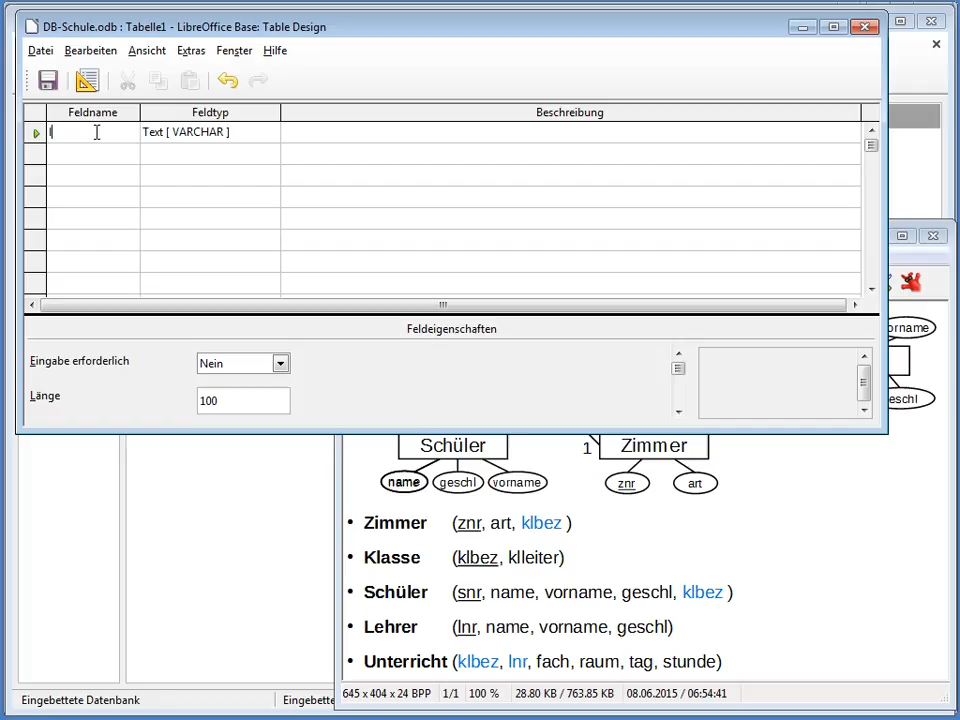 DB-Schule.odb : Tabelle1 - LibreOffice Base: Table Design
Datei Bearbeiten Ansicht Extras Fenster Hilfe
Feldname Feldtyp Beschreibung
l Text [ VARCHAR ]
Feldeigenschaften
Eingabe erforderlich Nein
Länge 100
orname
eschl
Schüler 1 Zimmer
name geschl vorname znr art
• Zimmer (znr, art, klbez )
• Klasse (klbez, klleiter)
• Schüler (snr, name, vorname, geschl, klbez )
• Lehrer (lnr, name, vorname, geschl)
• Unterricht (klbez, lnr, fach, raum, tag, stunde)
Eingebettete Datenbank Eingebette 645 x 404 x 24 BPP 1/1 100 % 28.80 KB / 763.85 KB 08.06.2015 / 06:54:41